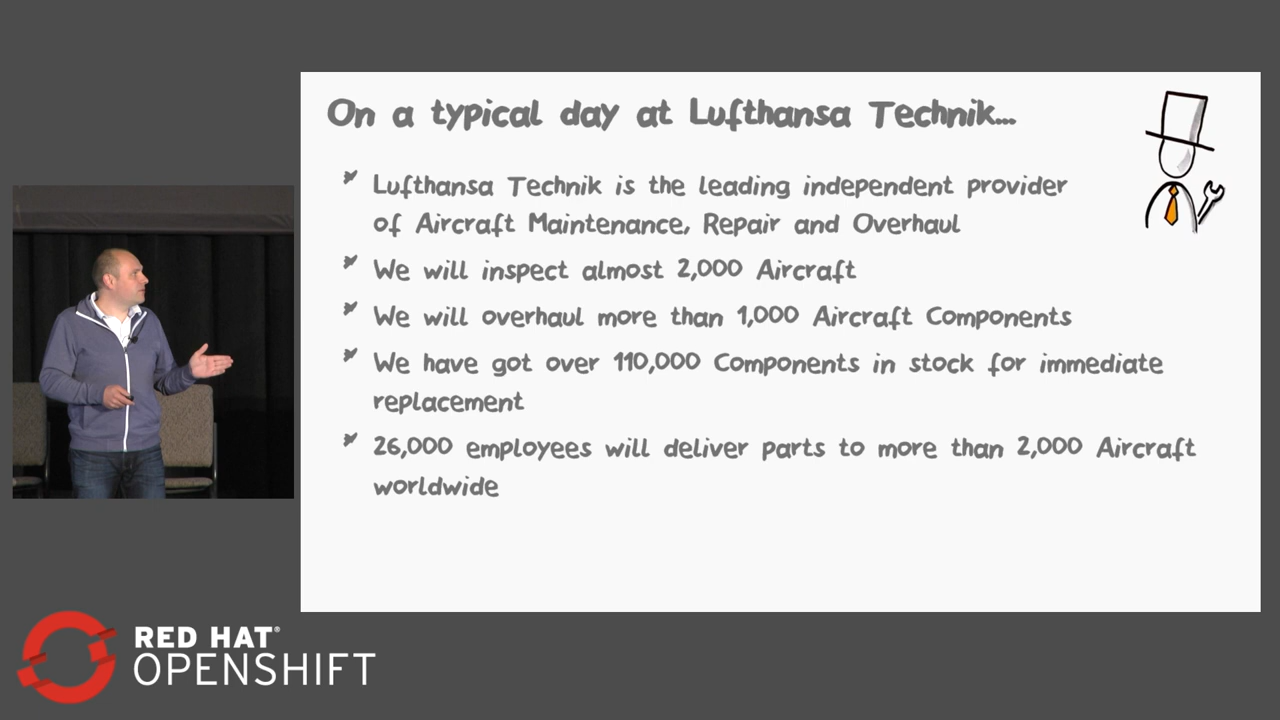 On a typical day at Lufthansa Technik...
Lufthansa Technik is the leading independent provider
of Aircraft Maintenance, Repair and Overhaul
We will inspect almost 2,000 Aircraft
We will overhaul more than 1,000 Aircraft Components
We have got over 110,000 Components in stock for immediate
replacement
26,000 employees will deliver parts to more than 2,000 Aircraft
worldwide
RED HAT®
OPENSHIFT